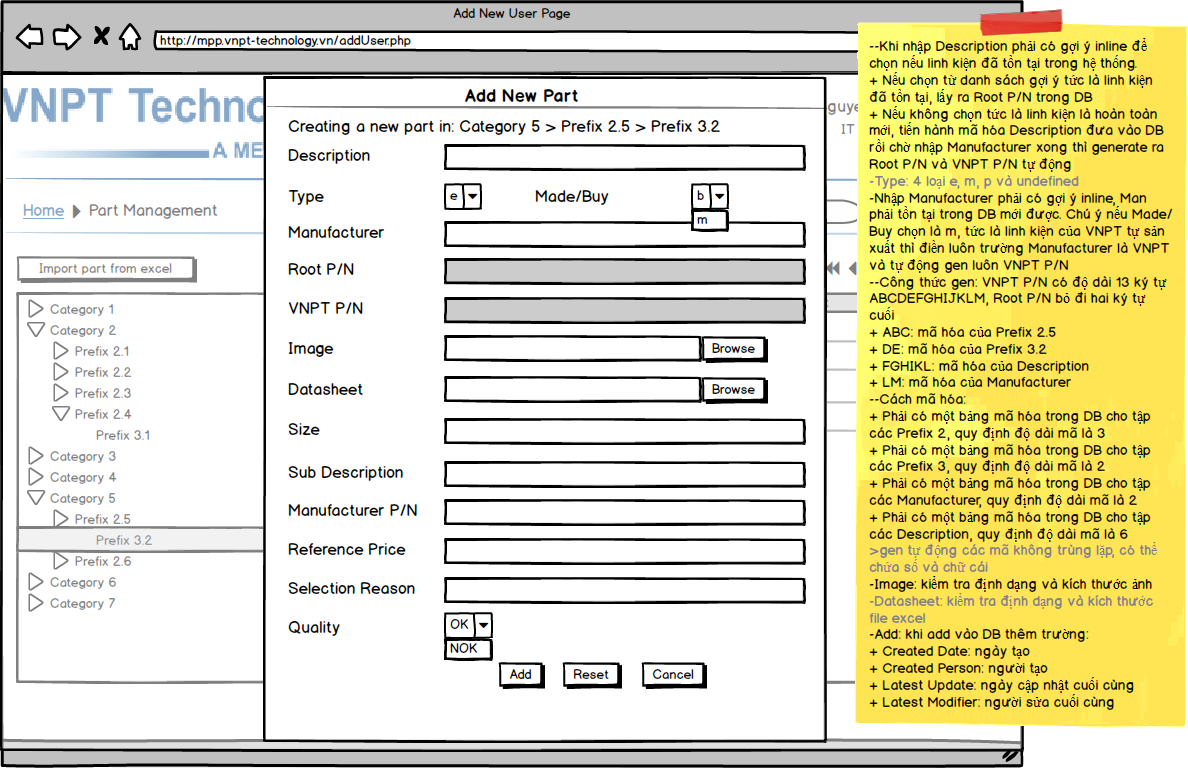 Add New User Page
http://mpp.vnpt-technology.vn/addUser.php
VNPT Techno
A ME
guye
IT
Home Part Management
Import part from excel
Category 1
Category 2
Prefix 2.1
Prefix 2.2
Prefix 2.3
Prefix 2.4
Prefix 3.1
Category 3
Category 4
Category 5
Prefix 2.5
Prefix 3.2
Prefix 2.6
Category 6
Category 7
Add New Part
Creating a new part in: Category 5 > Prefix 2.5 > Prefix 3.2
Description
Type e Made/Buy b
m
Manufacturer
Root P/N
VNPT P/N
Image Browse
Datasheet Browse
Size
Sub Description
Manufacturer P/N
Reference Price
Selection Reason
Quality OK
NOK
Add Reset Cancel
--Khi nhập Description phải có gợi ý inline để
chọn nếu linh kiện đã tồn tại trong hệ thống.
+ Nếu chọn từ danh sách gợi ý tức là linh kiện
đã tồn tại, lấy ra Root P/N trong DB
+ Nếu không chọn tức là linh kiện là hoàn toàn
mới, tiến hành mã hóa Description đưa vào DB
rồi chờ nhập Manufacturer xong thì generate ra
Root P/N và VNPT P/N tự động
-Type: 4 loại e, m, p và undefined
-Nhập Manufacturer phải có gợi ý inline, Man
phải tồn tại trong DB mới được. Chú ý nếu Made/
Buy chọn là m, tức là linh kiện của VNPT tự sản
xuất thì điền luôn trường Manufacturer là VNPT
và tự động gen luôn VNPT P/N
--Công thức gen: VNPT P/N có độ dài 13 ký tự
ABCDEFGHIJKLM, Root P/N bỏ đi hai ký tự
cuối
+ ABC: mã hóa của Prefix 2.5
+ DE: mã hóa của Prefix 3.2
+ FGHIKL: mã hóa của Description
+ LM: mã hóa của Manufacturer
--Cách mã hóa:
+ Phải có một bảng mã hóa trong DB cho tập
các Prefix 2, quy định độ dài mã là 3
+ Phải có một bảng mã hóa trong DB cho tập
các Prefix 3, quy định độ dài mã là 2
+ Phải có một bảng mã hóa trong DB cho tập
các Manufacturer, quy định độ dài mã là 2
+ Phải có một bảng mã hóa trong DB cho tập
các Description, quy định độ dài mã là 6
>gen tự động các mã không trùng lặp, có thể
chứa số và chữ cái
-Image: kiểm tra định dạng và kích thước ảnh
-Datasheet: kiểm tra định dạng và kích thước
file excel
-Add: khi add vào DB thêm trường:
+ Created Date: ngày tạo
+ Created Person: người tạo
+ Latest Update: ngày cập nhật cuối cùng
+ Latest Modifier: người sửa cuối cùng